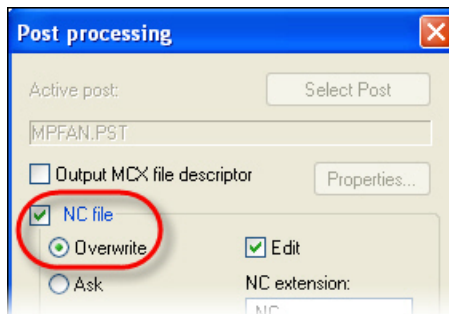 Post processing
Active post:
Select Post
MPFAN.PST
Output MCX file descriptor
Properties...
NC file
Overwrite
Edit
Ask
NC extension:
.NC